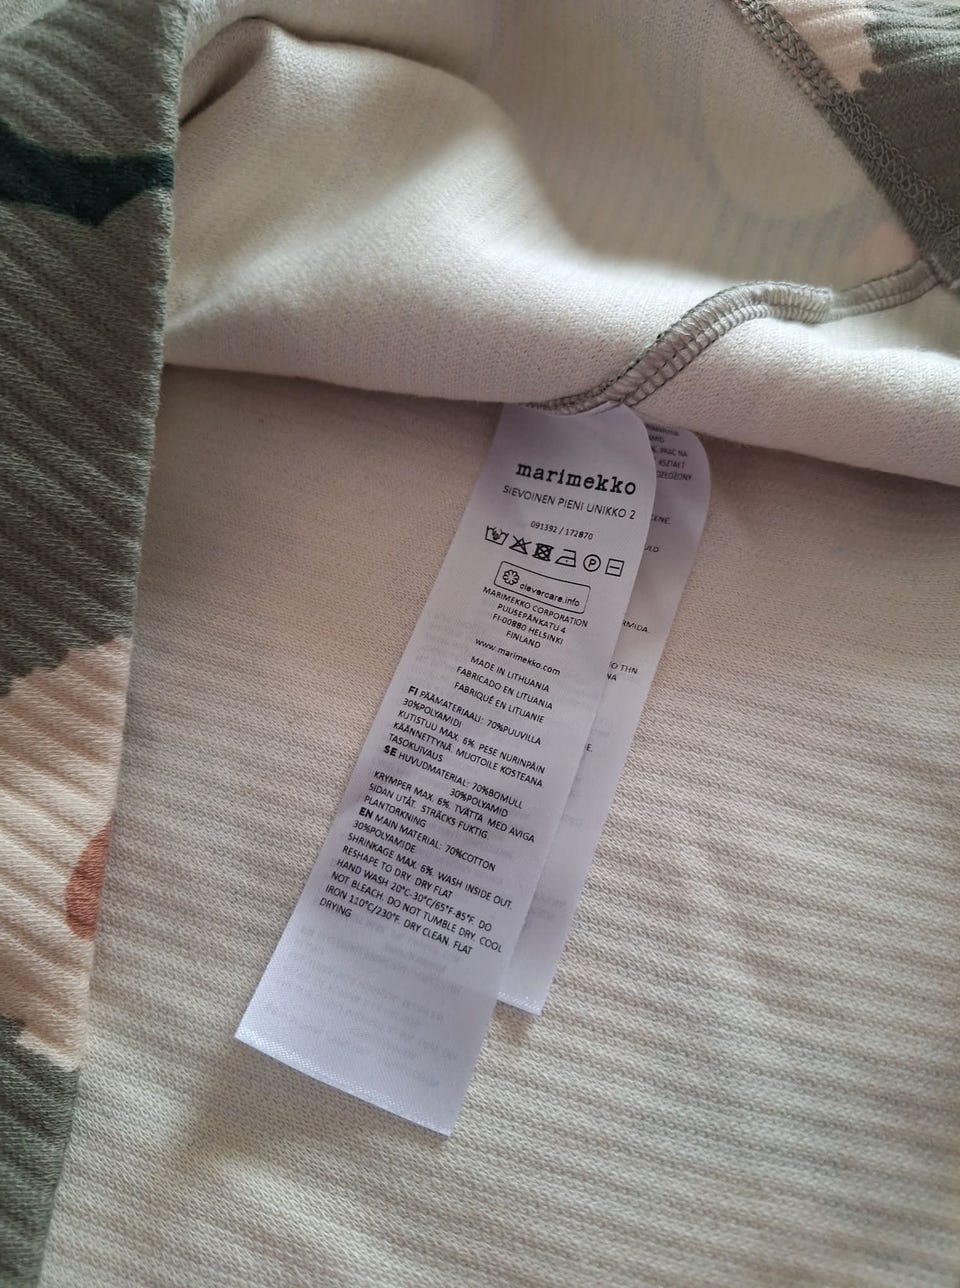 marimekko
SIEVOINEN PIENI UNIKKO 2
091392 / 172870
P
clevercare.info
MARIMEKKO CORPORATION
PUUSEPÄNKATU 4
FI-00880 HELSINKI
FINLAND
www.marimekko.com
MADE IN LITHUANIA
FABRICADO EN LITUANIA
FABRIQUÉ EN LITUANIE
FI PÄÄMATERIAALI: 70%PUUVILLA
30%POLYAMIDI
KUTISTUU MAX. 6%. PESE NURINPÄIN
KÄÄNNETTYNÄ. MUOTOILE KOSTEANA
TASOKUIVAUS
SE HUVUDMATERIAL: 70%BOMULL
30%POLYAMID
KRYMPER MAX. 6%. TVÄTTA MED AVIGA
SIDAN UTÅT. STRÄCKS FUKTIG
PLANTORKNING
EN MAIN MATERIAL: 70%COTTON
30%POLYAMIDE
SHRINKAGE MAX. 6%. WASH INSIDE OUT.
RESHAPE TO DRY. DRY FLAT
HAND WASH 20°C-30°C/65°F-85°F. DO
NOT BLEACH. DO NOT TUMBLE DRY. COOL
IRON 110°C/230°F. DRY CLEAN. FLAT
DRYING
PRAC NA
KSZTAŁT